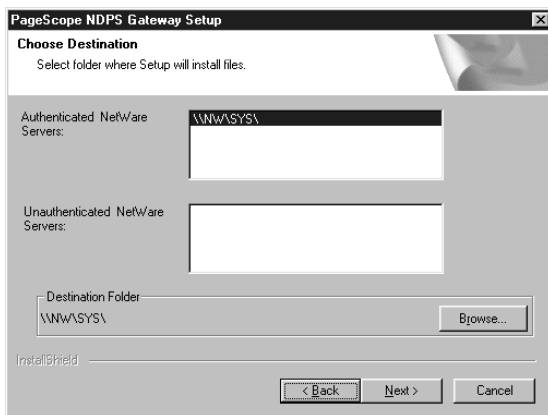 PageScope NDPS Gateway Setup
Choose Destination
Select folder where Setup will install files.
Authenticated NetWare
Servers:
\\NW\SYS\
Unauthenticated NetWare
Servers:
Destination Folder
\\NW\SYS\
Browse...
InstallShield
< Back
Next >
Cancel